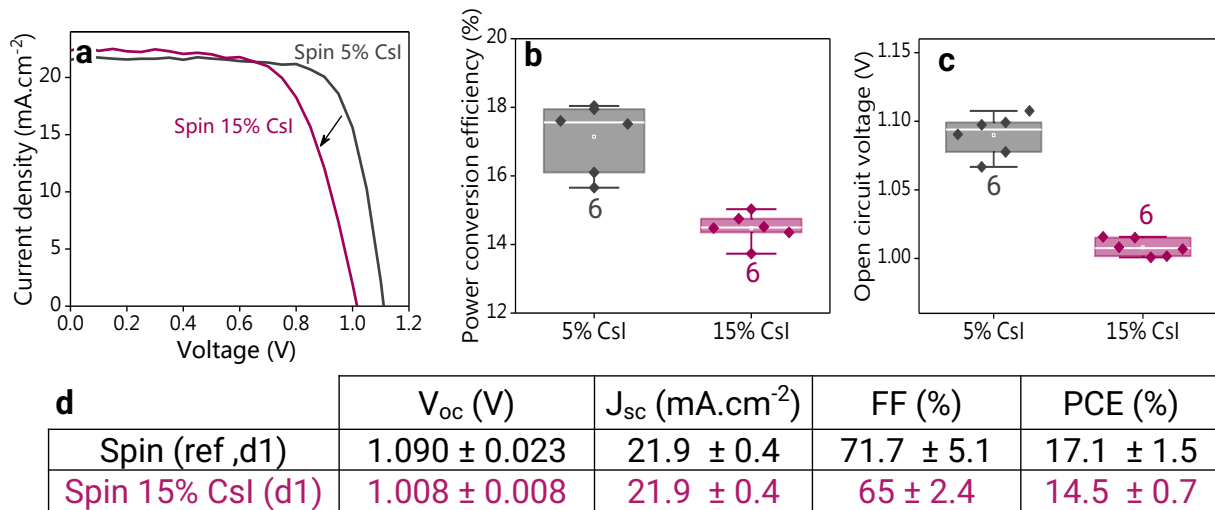 a
Current density (mA.cm⁻²)
20
15
10
5
0
0.0 0.2 0.4 0.6 0.8 1.0 1.2
Voltage (V)
Spin 5% CsI
Spin 15% CsI
b
Power conversion efficiency (%)
20
18
16
14
12
6
6
5% CsI 15% CsI
c
Open circuit voltage (V)
1.15
1.10
1.05
1.00
6
6
5% CsI 15% CsI
d Voc (V) Jsc (mA.cm⁻²) FF (%) PCE (%)
Spin (ref ,d1) 1.090 ± 0.023 21.9 ± 0.4 71.7 ± 5.1 17.1 ± 1.5
Spin 15% CsI (d1) 1.008 ± 0.008 21.9 ± 0.4 65 ± 2.4 14.5 ± 0.7